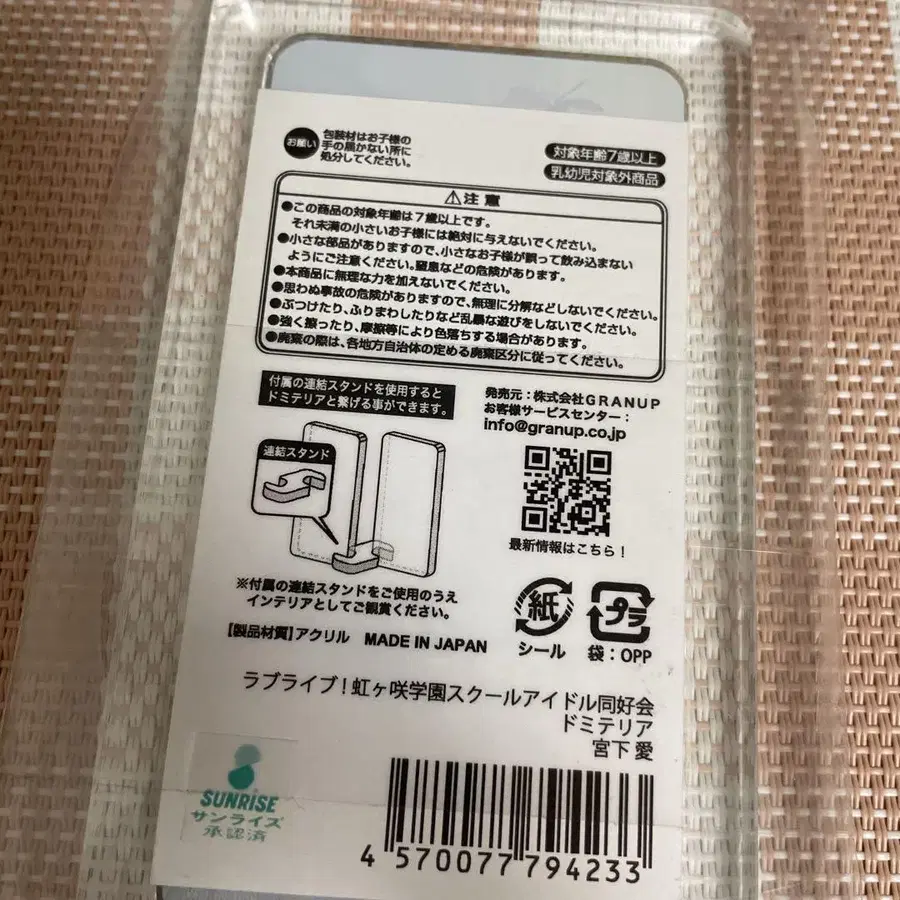 お願い
包装材はお子様の
手の届かない所に
処分してください。
対象年齢7歳以上
乳幼児対象外商品
⚠注意
●この商品の対象年齢は7歳以上です。
それ未満の小さいお子様には絶対に与えないでください。
●小さな部品がありますので、小さなお子様が誤って飲み込まない
ようにご注意ください。窒息などの危険があります。
●本商品に無理な力を加えないでください。
●思わぬ事故の危険がありますので、無理に分解などしないでください。
●ぶつけたり、ふりまわしたりなど乱暴な遊びをしないでください。
●強く擦ったり、摩擦等により色落ちする場合があります。
●廃棄の際は、各地方自治体の定める廃棄区分に従ってください。
付属の連結スタンドを使用すると
ドミテリアと繋げる事ができます。
連結スタンド
※付属の連結スタンドをご使用のうえ
インテリアとしてご観賞ください。
【製品材質】アクリル MADE IN JAPAN
発売元：株式会社GRANUP
お客様サービスセンター：
info@granup.co.jp
最新情報はこちら！
紙
シール
プラ
袋：OPP
ラブライブ！虹ヶ咲学園スクールアイドル同好会
ドミテリア
宮下 愛
SUNRISE
サンライズ
承認済
4 570077 794233